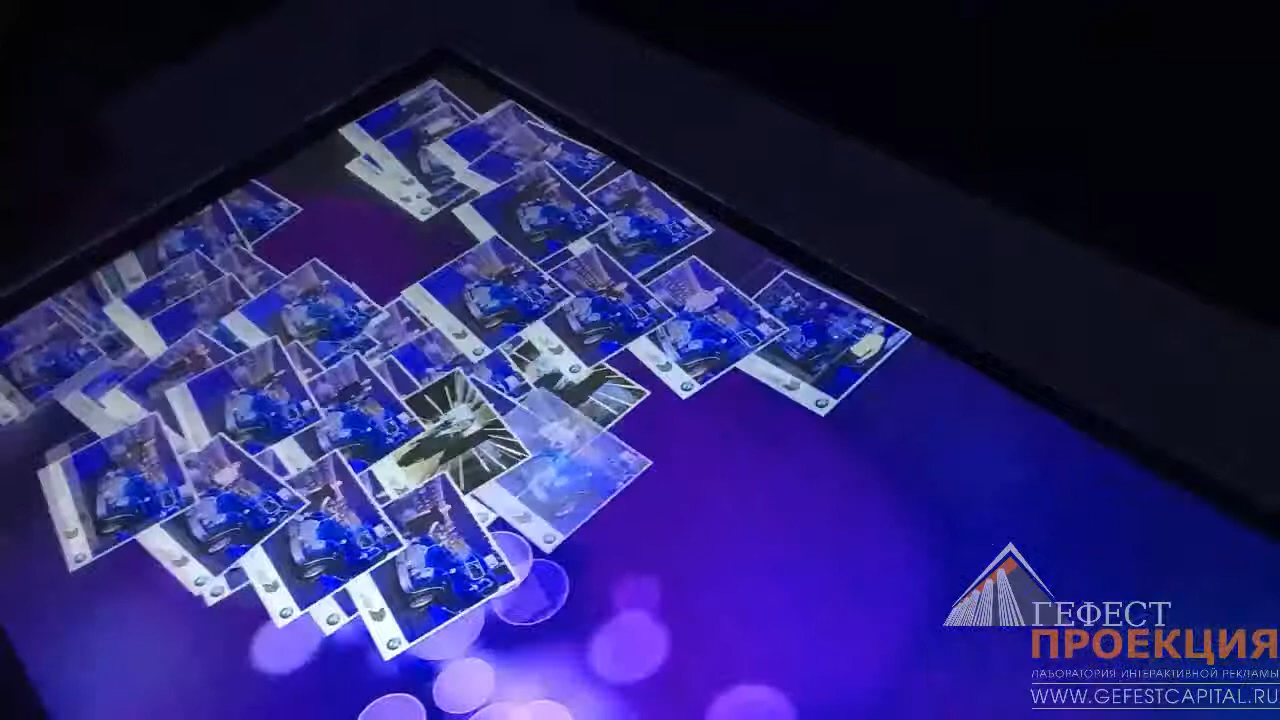 ГЕФЕСТ
ПРОЕКЦИЯ
ЛАБОРАТОРИЯ ИНТЕРАКТИВНОЙ РЕКЛАМЫ
WWW.GEFESTCAPITAL.RU